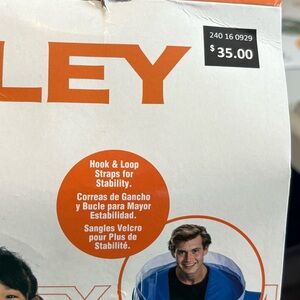 240 16 0929
$35.00
LEY
Hook & Loop
Straps for
Stability.
Correas de Gancho
y Bucle para Mayor
Estabilidad.
Sangles Velcro
pour Plus de
Stabilité.